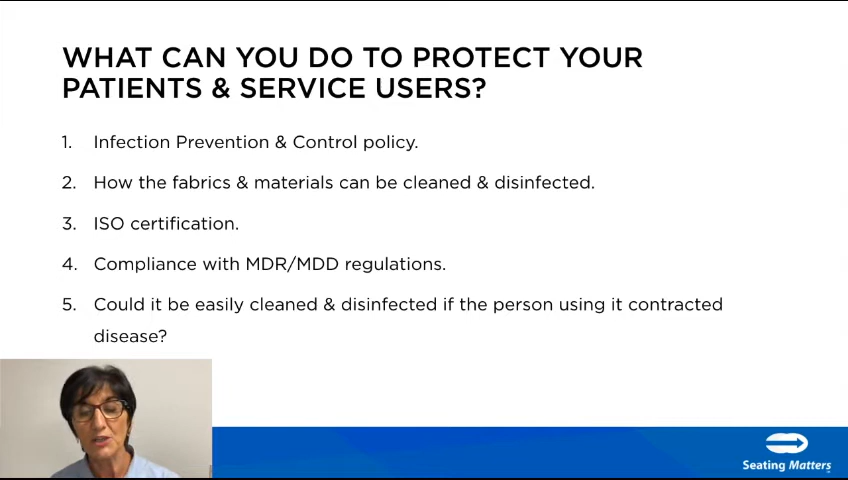 WHAT CAN YOU DO TO PROTECT YOUR
PATIENTS & SERVICE USERS?
1. Infection Prevention & Control policy.
2. How the fabrics & materials can be cleaned & disinfected.
3. ISO certification.
4. Compliance with MDR/MDD regulations.
5. Could it be easily cleaned & disinfected if the person using it contracted
disease?
Seating Matters